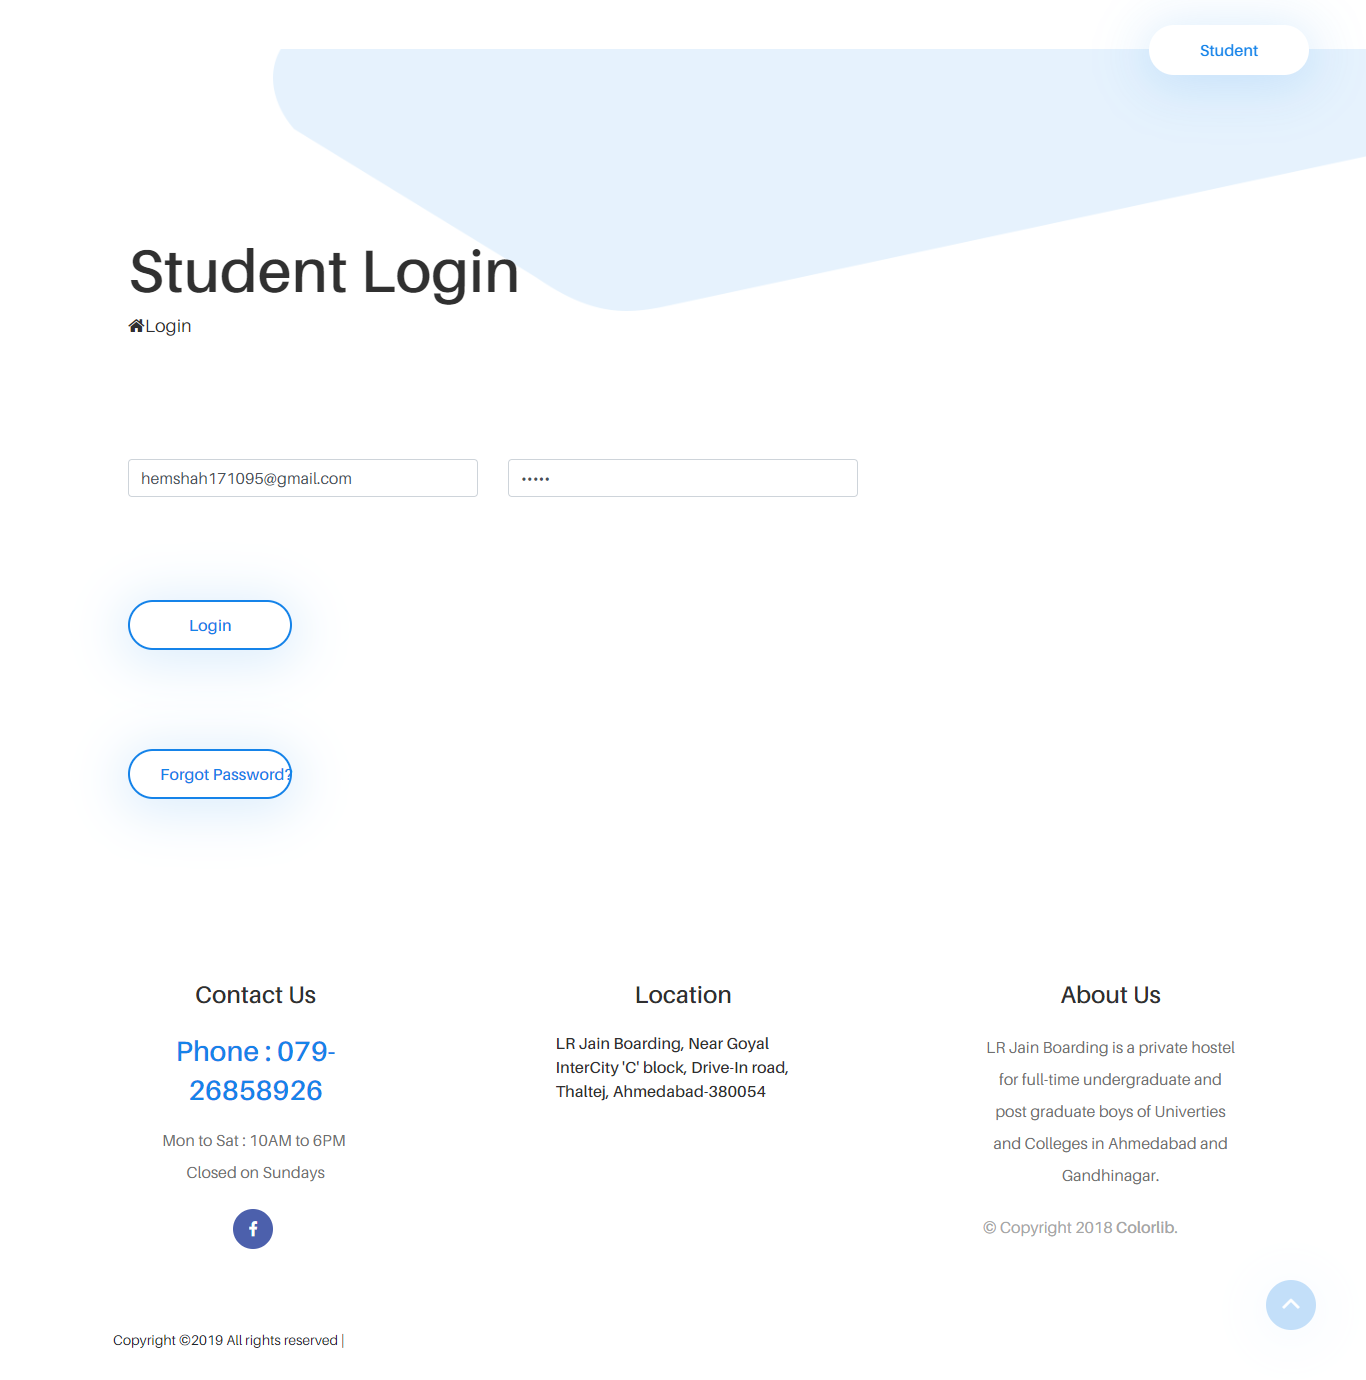 Student
Student Login
Login
hemshah171095@gmail.com
•••••
Login
Forgot Password?
Contact Us
Phone : 079-
26858926
Mon to Sat : 10AM to 6PM
Closed on Sundays
Location
LR Jain Boarding, Near Goyal
InterCity 'C' block, Drive-In road,
Thaltej, Ahmedabad-380054
About Us
LR Jain Boarding is a private hostel
for full-time undergraduate and
post graduate boys of Univerties
and Colleges in Ahmedabad and
Gandhinagar.
© Copyright 2018 Colorlib.
Copyright ©2019 All rights reserved |